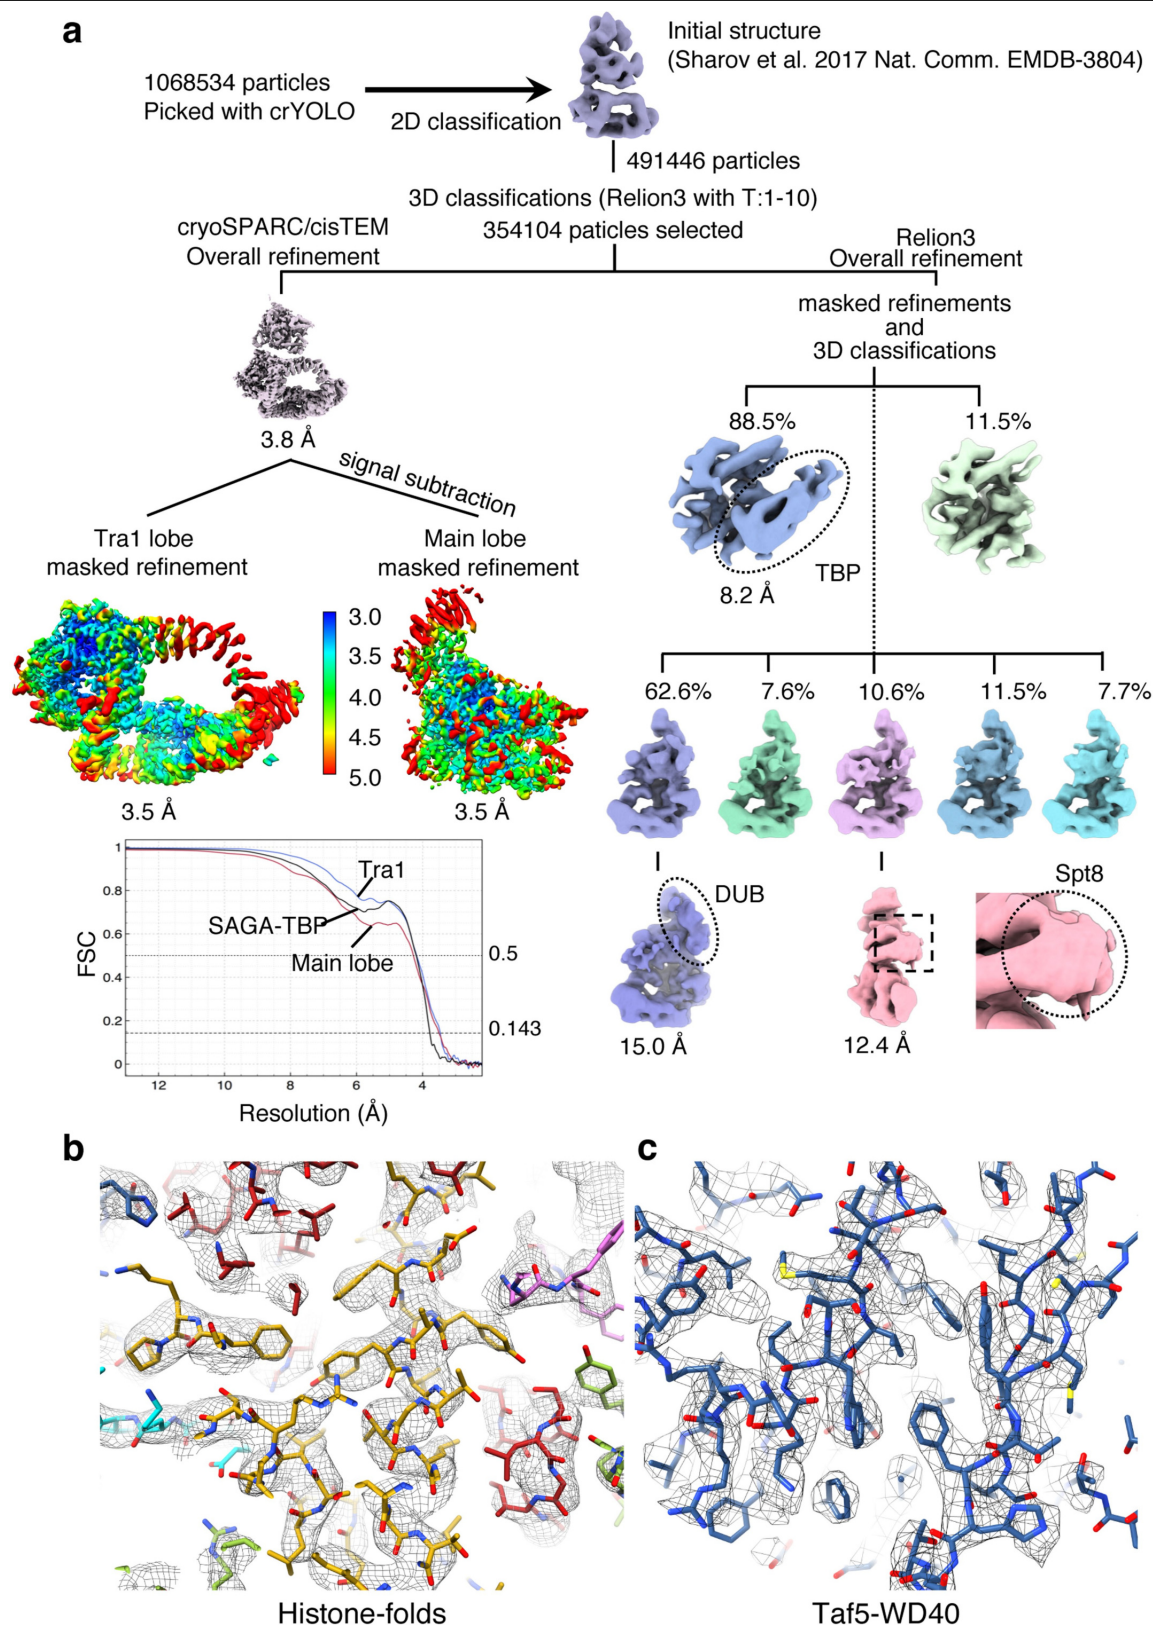 a
Initial structure
(Sharov et al. 2017 Nat. Comm. EMDB-3804)
1068534 particles
Picked with crYOLO
2D classification
491446 particles
3D classifications (Relion3 with T:1-10)
354104 paticles selected
cryoSPARC/cisTEM
Overall refinement
Relion3
Overall refinement
masked refinements
and
3D classifications
3.8 Å
signal subtraction
88.5%
11.5%
TBP
8.2 Å
Tra1 lobe
masked refinement
Main lobe
masked refinement
3.0
3.5
4.0
4.5
5.0
3.5 Å
3.5 Å
62.6%
7.6%
10.6%
11.5%
7.7%
DUB
Spt8
15.0 Å
12.4 Å
1
0.8
0.6
0.4
0.2
0
FSC
Tra1
SAGA-TBP
Main lobe
0.5
0.143
12
10
8
6
4
Resolution (Å)
b
Histone-folds
c
Taf5-WD40